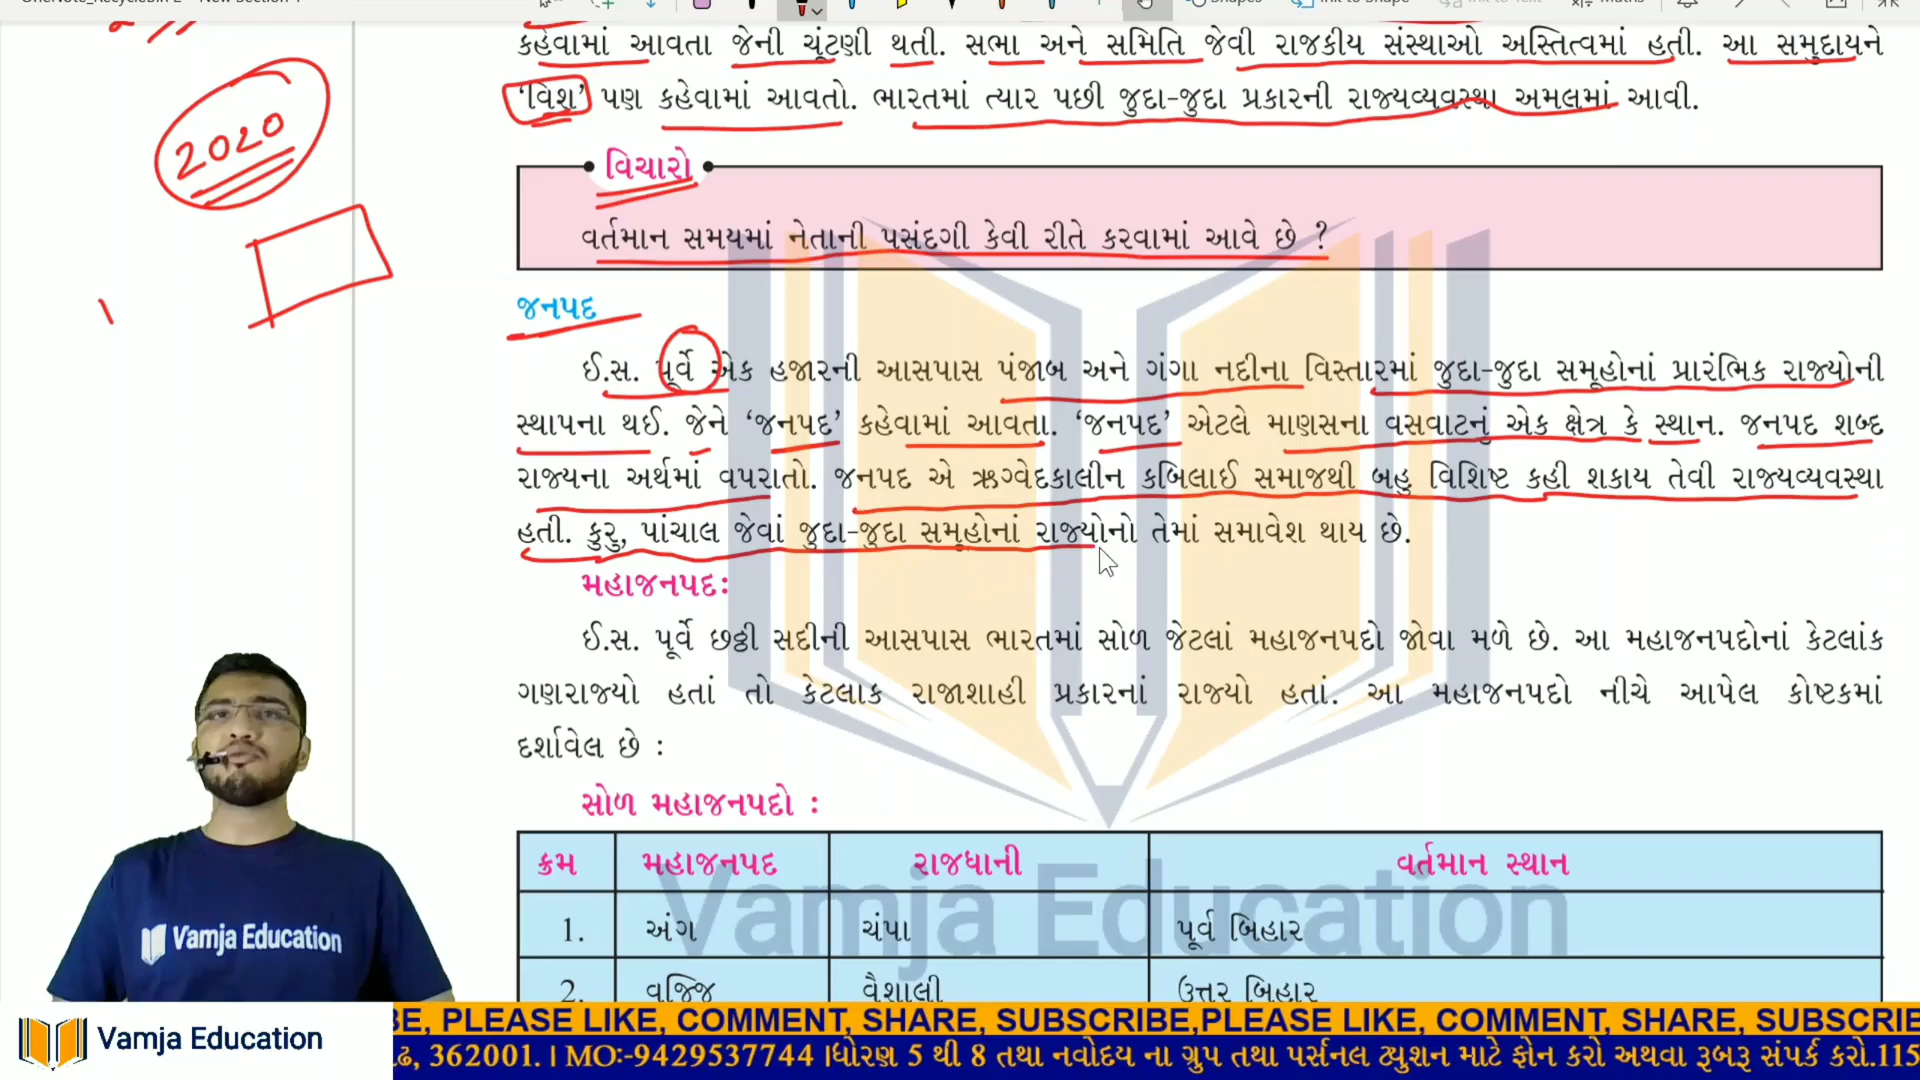 કહેવામાં આવતા જેની ચૂંટણી થતી. સભા અને સમિતિ જેવી રાજકીય સંસ્થાઓ અસ્તિત્વમાં હતી. આ સમુદાયને
‘વિશ’ પણ કહેવામાં આવતો. ભારતમાં ત્યાર પછી જુદા-જુદા પ્રકારની રાજ્યવ્યવસ્થા અમલમાં આવી.
2020
વિચારો
વર્તમાન સમયમાં નેતાની પસંદગી કેવી રીતે કરવામાં આવે છે ?
જનપદ
ઈ.સ. પૂર્વે એક હજારની આસપાસ પંજાબ અને ગંગા નદીના વિસ્તારમાં જુદા-જુદા સમૂહોનાં પ્રારંભિક રાજ્યોની
સ્થાપના થઈ. જેને ‘જનપદ’ કહેવામાં આવતા. ‘જનપદ’ એટલે માણસના વસવાટનું એક ક્ષેત્ર કે સ્થાન. જનપદ શબ્દ
રાજ્યના અર્થમાં વપરાતો. જનપદ એ ઋગ્વેદકાલીન કબિલાઈ સમાજથી બહુ વિશિષ્ટ કહી શકાય તેવી રાજ્યવ્યવસ્થા
હતી. કુરુ, પાંચાલ જેવાં જુદા-જુદા સમૂહોનાં રાજ્યોનો તેમાં સમાવેશ થાય છે.
મહાજનપદ:
ઈ.સ. પૂર્વે છઠ્ઠી સદીની આસપાસ ભારતમાં સોળ જેટલાં મહાજનપદો જોવા મળે છે. આ મહાજનપદોનાં કેટલાંક
ગણરાજ્યો હતાં તો કેટલાક રાજાશાહી પ્રકારનાં રાજ્યો હતાં. આ મહાજનપદો નીચે આપેલ કોષ્ટકમાં
દર્શાવેલ છે :
સોળ મહાજનપદો :
ક્રમ મહાજનપદ રાજધાની વર્તમાન સ્થાન
1. અંગ ચંપા પૂર્વ બિહાર
2. વજ્જિ વૈશાલી ઉત્તર બિહાર
Vamja Education
Vamja Education
Vamja Education
BE, PLEASE LIKE, COMMENT, SHARE, SUBSCRIBE,PLEASE LIKE, COMMENT, SHARE, SUBSCRIBE
362001. | MO:-9429537744 |ધોરણ 5 થી 8 તથા નવોદય ના ગ્રુપ તથા પર્સનલ ટ્યુશન માટે ફોન કરો અથવા રૂબરૂ સંપર્ક કરો.115